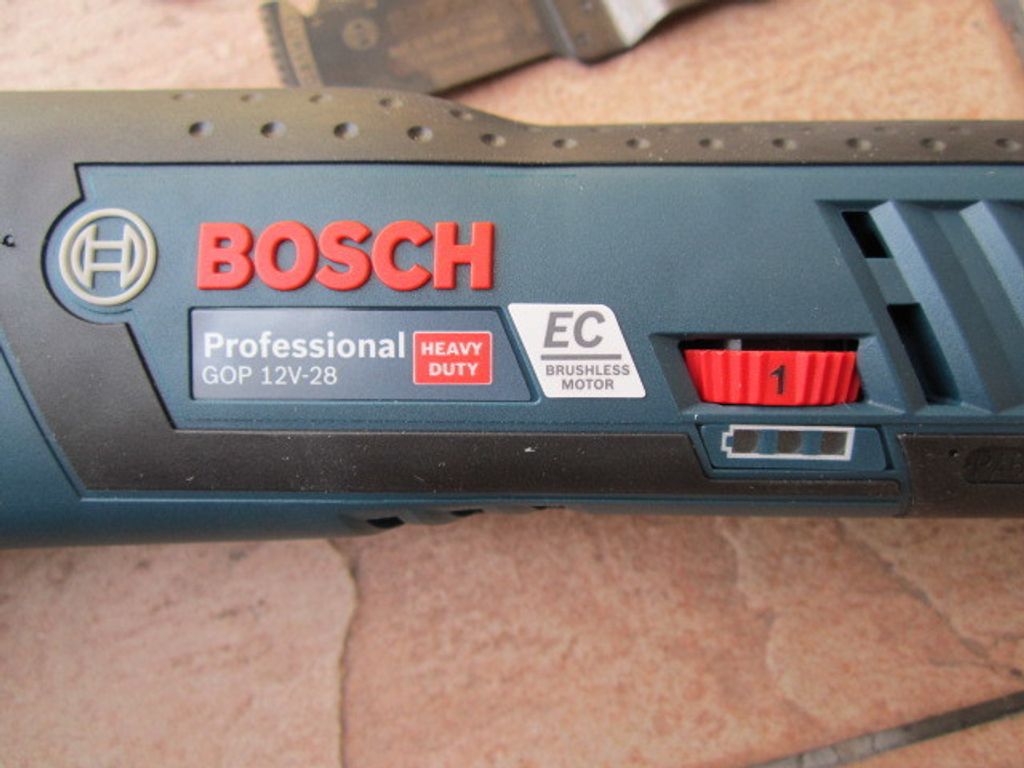 BOSCH
Professional
GOP 12V-28
HEAVY
DUTY
EC
BRUSHLESS
MOTOR
1